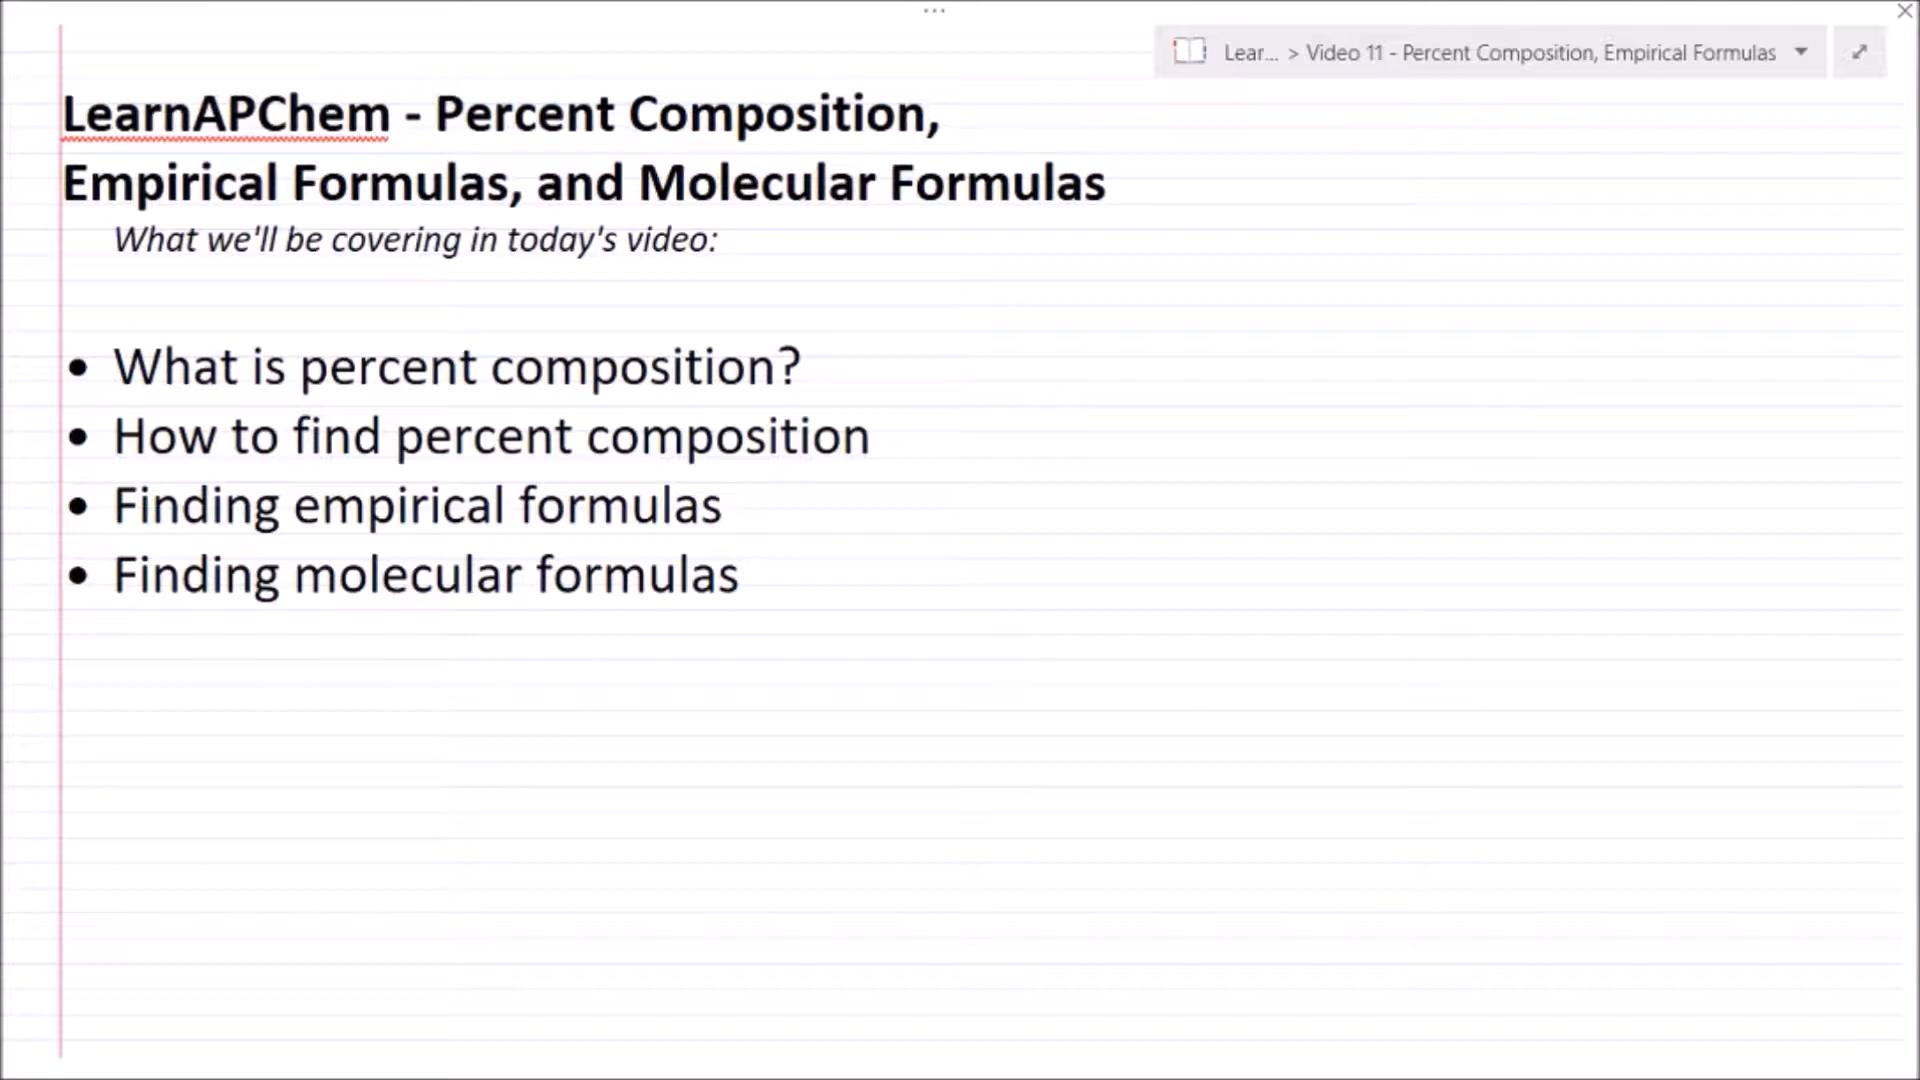 Lear... > Video 11 - Percent Composition, Empirical Formulas
LearnAPChem - Percent Composition,
Empirical Formulas, and Molecular Formulas
What we'll be covering in today's video:
• What is percent composition?
• How to find percent composition
• Finding empirical formulas
• Finding molecular formulas